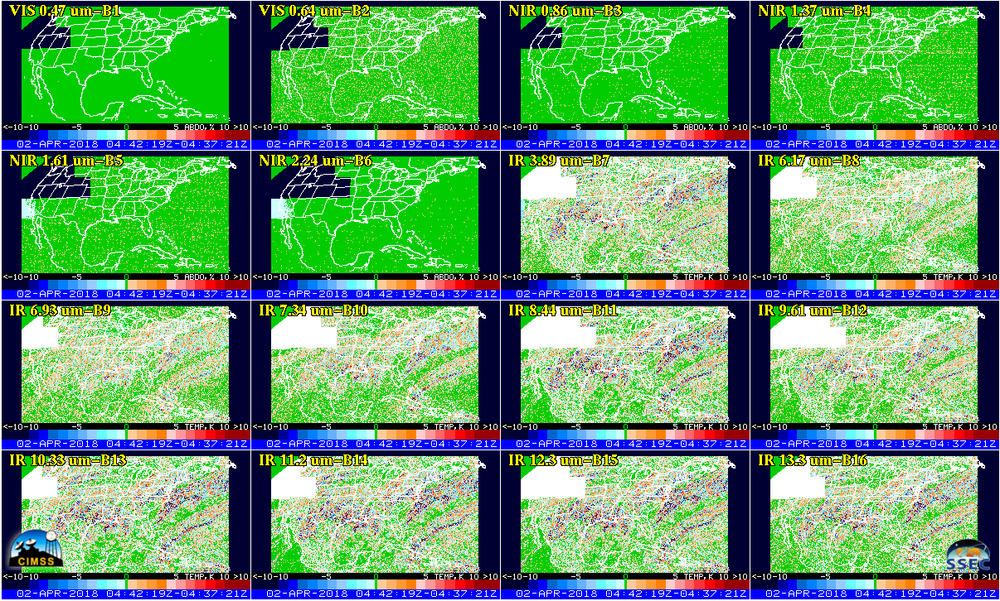 VIS 0.47 um-B1 VIS 0.64 um-B2 NIR 0.86 um-B3 NIR 1.37 um-B4
<-10-10 -5 0 5 ABDO,% 10 >10 <-10-10 -5 0 5 ABDO,% 10 >10 <-10-10 -5 0 5 ABDO,% 10 >10 <-10-10 -5 0 5 ABDO,% 10 >10
02-APR-2018 04:42:19Z-04:37:21Z 02-APR-2018 04:42:19Z-04:37:21Z 02-APR-2018 04:42:19Z-04:37:21Z 02-APR-2018 04:42:19Z-04:37:21Z
NIR 1.61 um-B5 NIR 2.24 um-B6 IR 3.89 um-B7 IR 6.17 um-B8
<-10-10 -5 0 5 ABDO,% 10 >10 <-10-10 -5 0 5 ABDO,% 10 >10 <-10-10 -5 0 5 TEMP,K 10 >10 <-10-10 -5 0 5 TEMP,K 10 >10
02-APR-2018 04:42:19Z-04:37:21Z 02-APR-2018 04:42:19Z-04:37:21Z 02-APR-2018 04:42:19Z-04:37:21Z 02-APR-2018 04:42:19Z-04:37:21Z
IR 6.93 um-B9 IR 7.34 um-B10 IR 8.44 um-B11 IR 9.61 um-B12
<-10-10 -5 0 5 TEMP,K 10 >10 <-10-10 -5 0 5 TEMP,K 10 >10 <-10-10 -5 0 5 TEMP,K 10 >10 <-10-10 -5 0 5 TEMP,K 10 >10
02-APR-2018 04:42:19Z-04:37:21Z 02-APR-2018 04:42:19Z-04:37:21Z 02-APR-2018 04:42:19Z-04:37:21Z 02-APR-2018 04:42:19Z-04:37:21Z
IR 10.33 um-B13 IR 11.2 um-B14 IR 12.3 um-B15 IR 13.3 um-B16
CIMSS SSEC
<-10-10 -5 0 5 TEMP,K 10 >10 <-10-10 -5 0 5 TEMP,K 10 >10 <-10-10 -5 0 5 TEMP,K 10 >10 <-10-10 -5 0 5 TEMP,K 10 >10
02-APR-2018 04:42:19Z-04:37:21Z 02-APR-2018 04:42:19Z-04:37:21Z 02-APR-2018 04:42:19Z-04:37:21Z 02-APR-2018 04:42:19Z-04:37:21Z